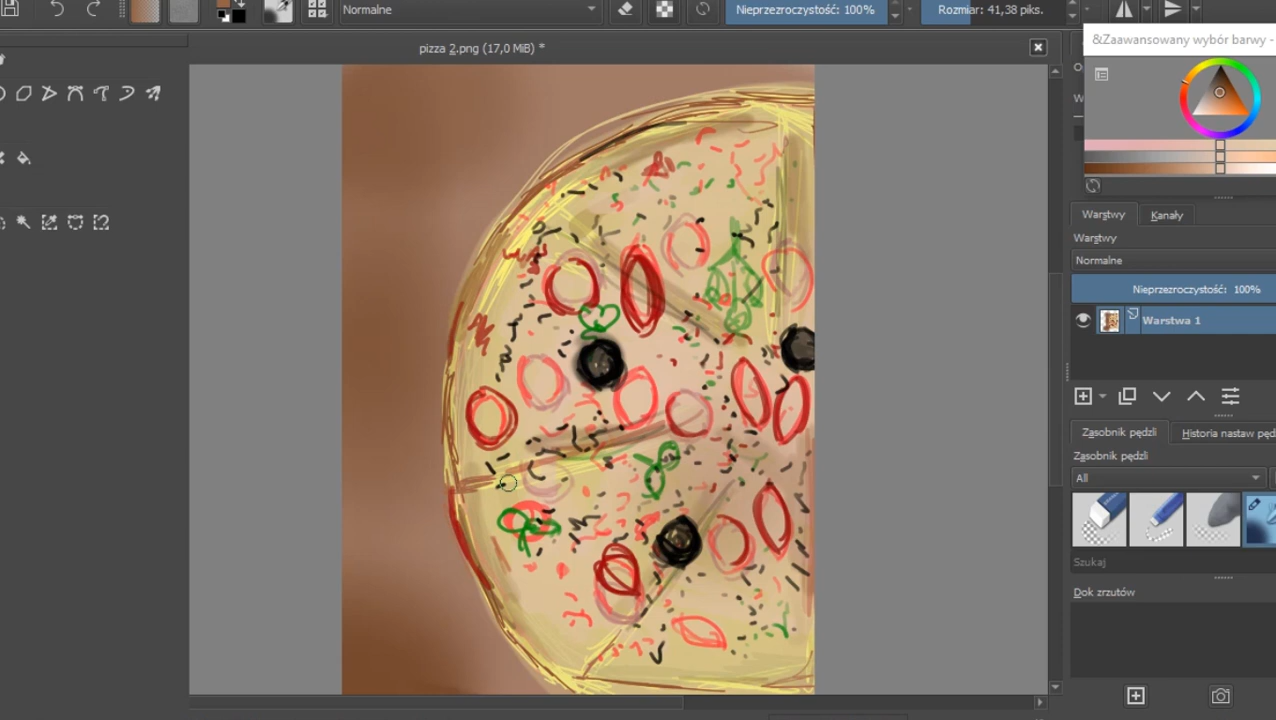 Normalne
Nieprzezroczystość: 100%
Rozmiar: 41,38 piks.
pizza 2.png (17,0 MiB) *
&Zaawansowany wybór barwy -
Warstwy
Kanały
Warstwy
Normalne
Nieprzezroczystość: 100%
Warstwa 1
Zasobnik pędzli
Historia nastaw
Zasobnik pędzli
All
Szukaj
Dok zrzutów